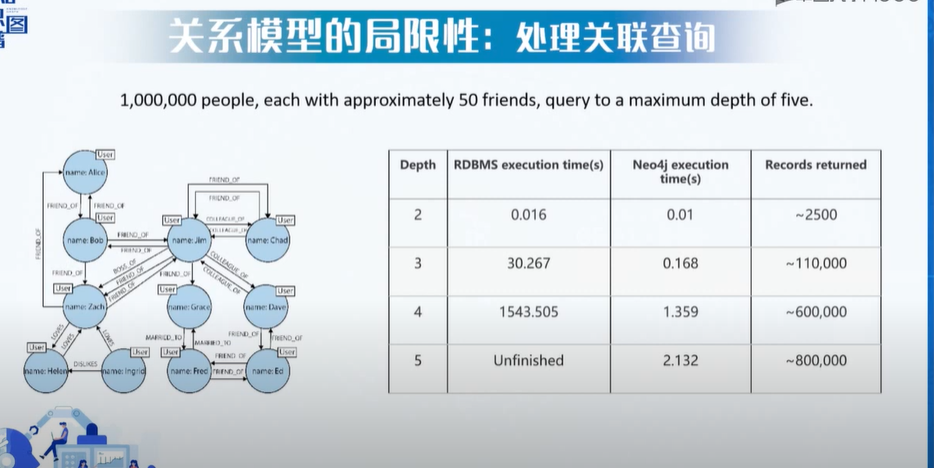 关系模型的局限性：处理关联查询
1,000,000 people, each with approximately 50 friends, query to a maximum depth of five.
User
name: Alice
FRIEND_OF
FRIEND_OF
FRIEND_OF
FRIEND_OF
User
name: Bob
FRIEND_OF
FRIEND_OF
User
name: Jim
COLLEAGUE_OF
COLLEAGUE_OF
User
name: Chad
FRIEND_OF
FRIEND_OF
BOSS_OF
FRIEND_OF
FRIEND_OF
FRIEND_OF
COLLEAGUE_OF
COLLEAGUE_OF
User
name: Zach
User
name: Grace
User
name: Dave
LOVES
LOVES
LOVES
MARRIED_TO
MARRIED_TO
FRIEND_OF
FRIEND_OF
User
name: Helen
DISLIKES
User
name: Ingrid
User
name: Fred
FRIEND_OF
FRIEND_OF
User
name: Ed
Depth RDBMS execution time(s) Neo4j execution time(s) Records returned
2 0.016 0.01 ~2500
3 30.267 0.168 ~110,000
4 1543.505 1.359 ~600,000
5 Unfinished 2.132 ~800,000